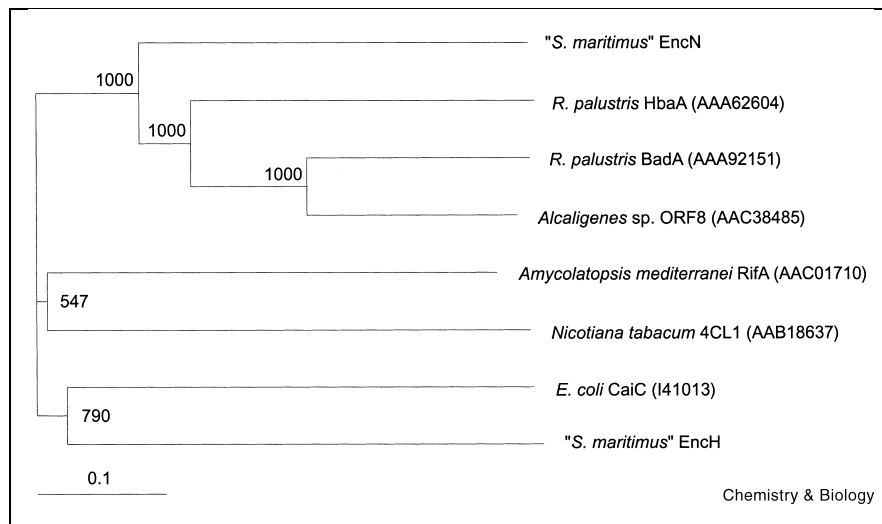 "S. maritimus" EncN
1000
R. palustris HbaA (AAA62604)
1000
R. palustris BadA (AAA92151)
1000
Alcaligenes sp. ORF8 (AAC38485)
Amycolatopsis mediterranei RifA (AAC01710)
547
Nicotiana tabacum 4CL1 (AAB18637)
E. coli CaiC (I41013)
790
"S. maritimus" EncH
0.1
Chemistry & Biology